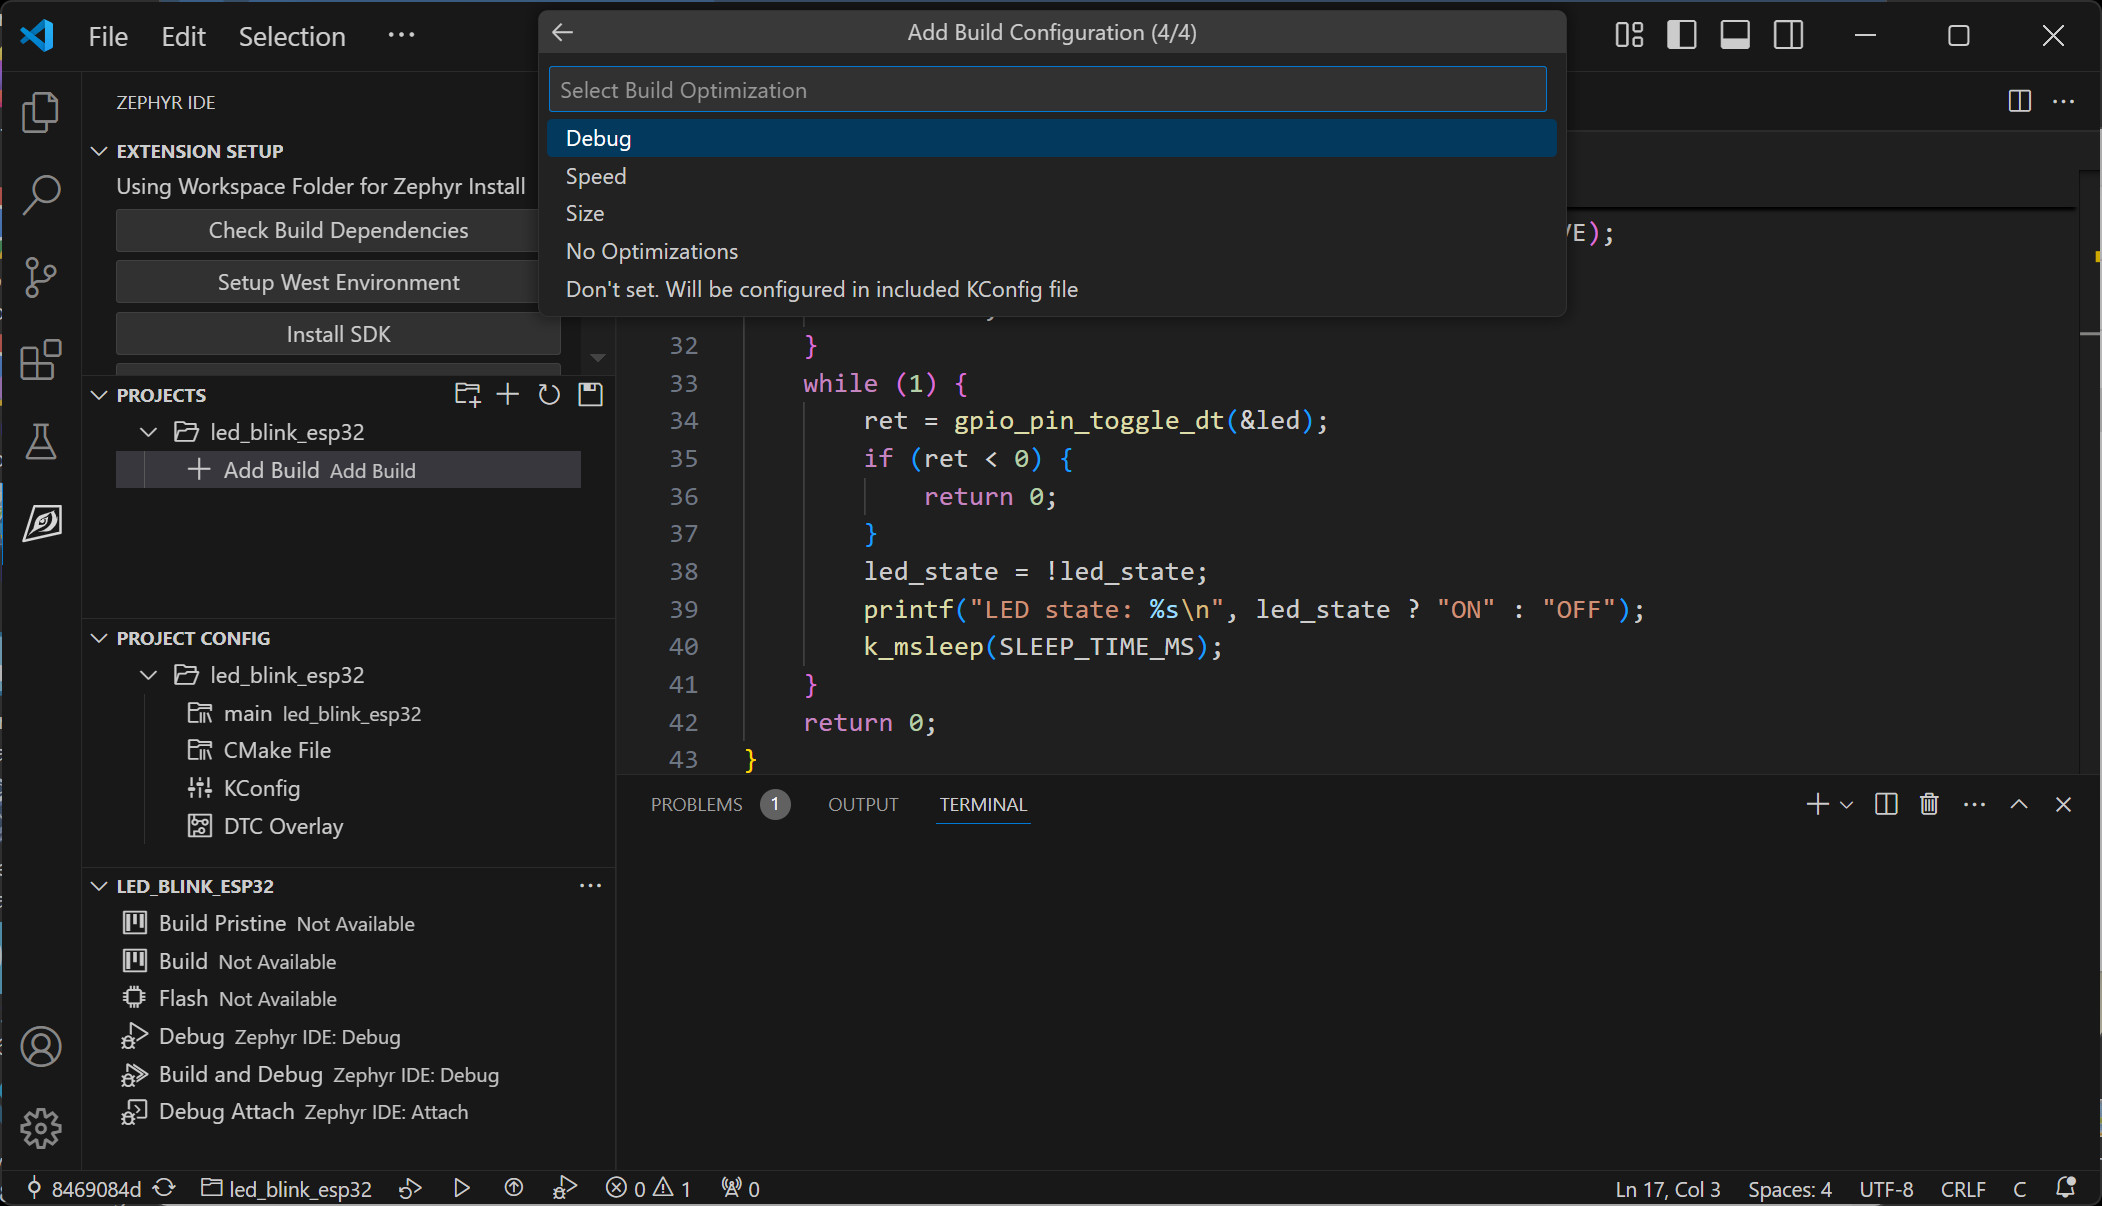 File Edit Selection ···
Add Build Configuration (4/4)
Select Build Optimization
Debug
Speed
Size
No Optimizations
Don't set. Will be configured in included KConfig file
ZEPHYR IDE
EXTENSION SETUP
Using Workspace Folder for Zephyr Install
Check Build Dependencies
Setup West Environment
Install SDK
PROJECTS
led_blink_esp32
Add Build Add Build
PROJECT CONFIG
led_blink_esp32
main led_blink_esp32
CMake File
KConfig
DTC Overlay
LED_BLINK_ESP32
Build Pristine Not Available
Build Not Available
Flash Not Available
Debug Zephyr IDE: Debug
Build and Debug Zephyr IDE: Debug
Debug Attach Zephyr IDE: Attach
E);
32 }
33 while (1) {
34 ret = gpio_pin_toggle_dt(&led);
35 if (ret < 0) {
36 return 0;
37 }
38 led_state = !led_state;
39 printf("LED state: %s\n", led_state ? "ON" : "OFF");
40 k_msleep(SLEEP_TIME_MS);
41 }
42 return 0;
43 }
PROBLEMS 1 OUTPUT TERMINAL
8469084d led_blink_esp32 0 1 0 Ln 17, Col 3 Spaces: 4 UTF-8 CRLF C